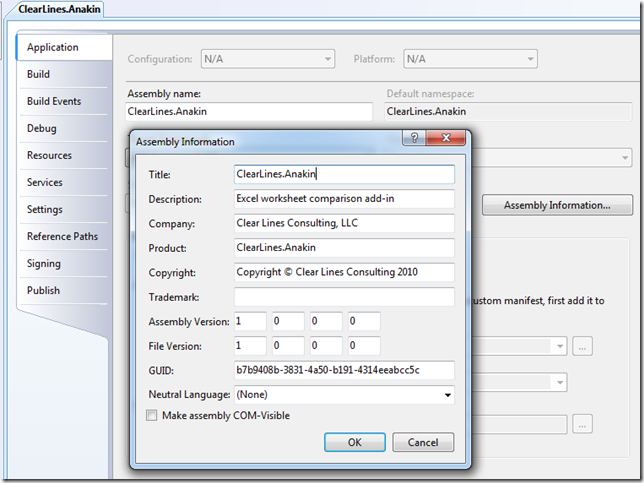 ClearLines.Anakin
Application
Build
Build Events
Debug
Resources
Services
Settings
Reference Paths
Signing
Publish
Configuration: N/A Platform: N/A
Assembly name: Default namespace:
ClearLines.Anakin ClearLines.Anakin
Assembly Information...
ustom manifest, first add it to
...
...
Assembly Information
?
Title: ClearLines.Anakin
Description: Excel worksheet comparison add-in
Company: Clear Lines Consulting, LLC
Product: ClearLines.Anakin
Copyright: Copyright © Clear Lines Consulting 2010
Trademark:
Assembly Version: 1 0 0 0
File Version: 1 0 0 0
GUID: b7b9408b-3831-4a50-b191-4314eeabcc5c
Neutral Language: (None)
Make assembly COM-Visible
OK Cancel